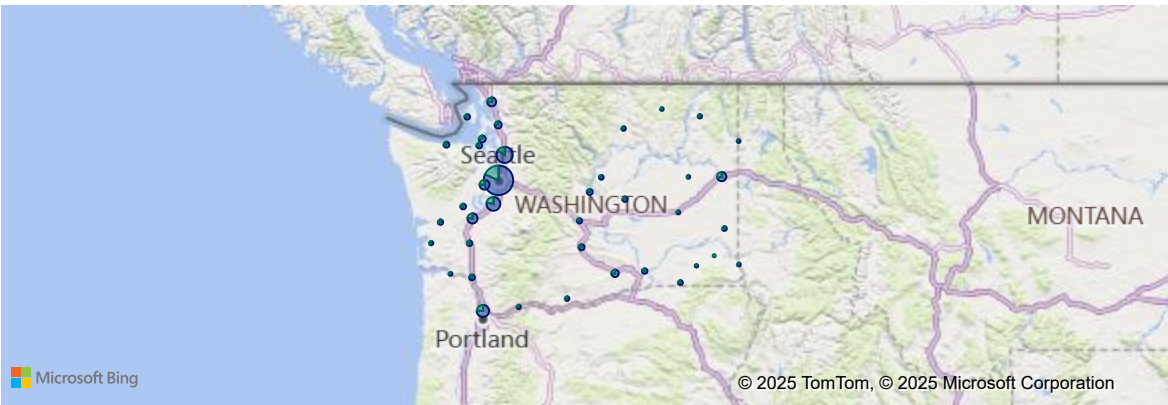 Seattle
WASHINGTON
MONTANA
Portland
Microsoft Bing
© 2025 TomTom, © 2025 Microsoft Corporation